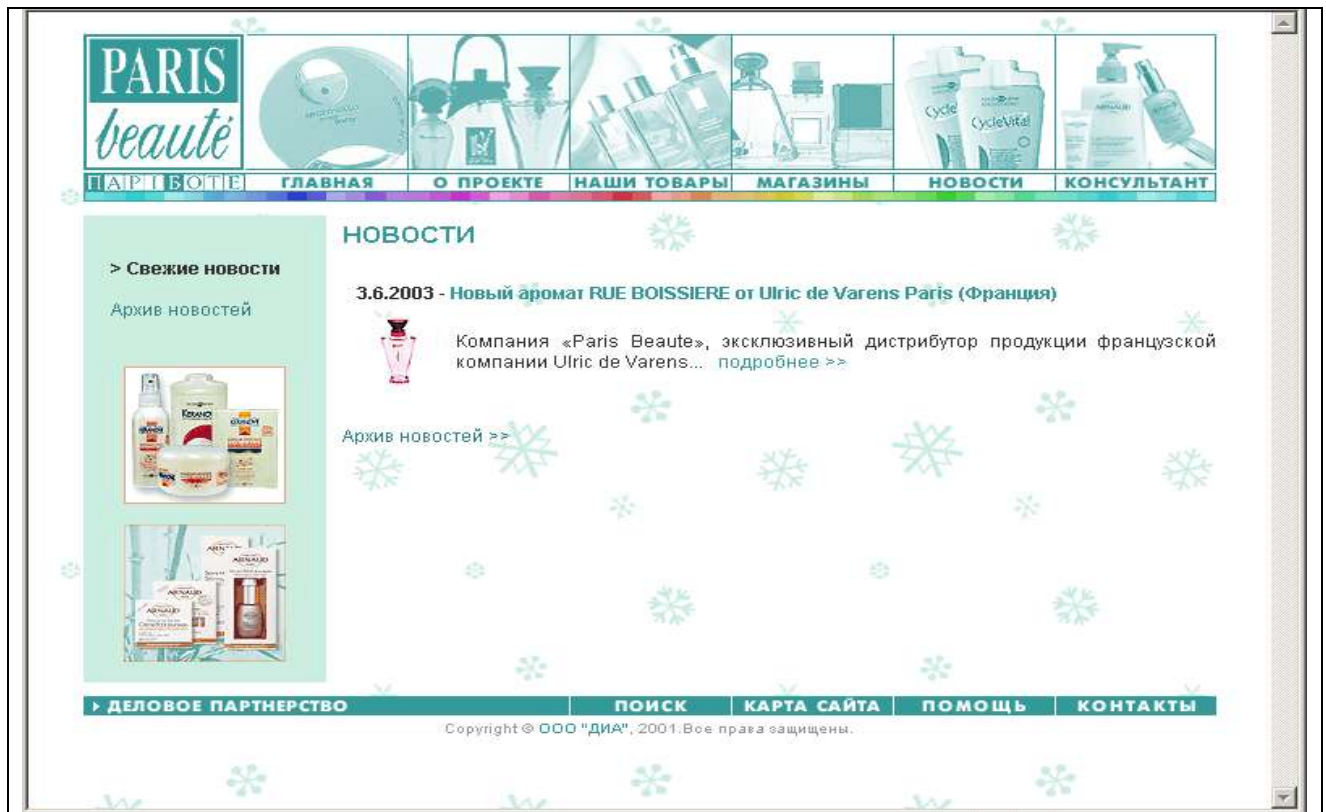 PARIS
beauté
ПАРИБОТЕ
ГЛАВНАЯ
О ПРОЕКТЕ
НАШИ ТОВАРЫ
МАГАЗИНЫ
НОВОСТИ
КОНСУЛЬТАНТ
CycleVital
ARNAUD
НОВОСТИ
> Свежие новости
Архив новостей
3.6.2003 - Новый аромат RUE BOISSIERE от Ulric de Varens Paris (Франция)
Компания «Paris Beaute», эксклюзивный дистрибутор продукции французской
компании Ulric de Varens... подробнее >>
Архив новостей >>
ARNAUD
ARNAUD
ДЕЛОВОЕ ПАРТНЕРСТВО
ПОИСК
КАРТА САЙТА
ПОМОЩЬ
КОНТАКТЫ
Copyright © ООО "ДИА", 2001.Все права защищены.